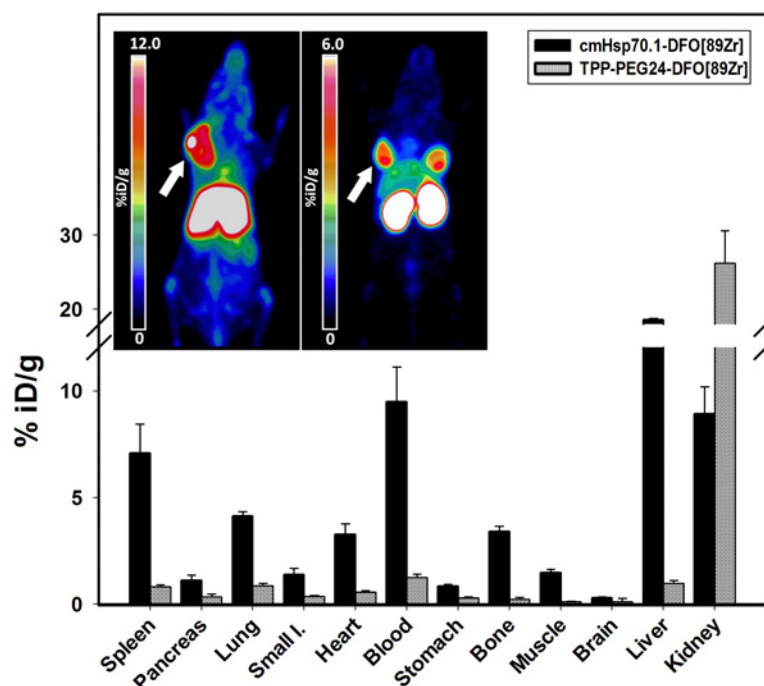 12.0
6.0
cmHsp70.1-DFO[89Zr]
TPP-PEG24-DFO[89Zr]
%iD/g
%iD/g
0
0
% iD/g
30
20
10
5
0
Spleen
Pancreas
Lung
Small I.
Heart
Blood
Stomach
Bone
Muscle
Brain
Liver
Kidney